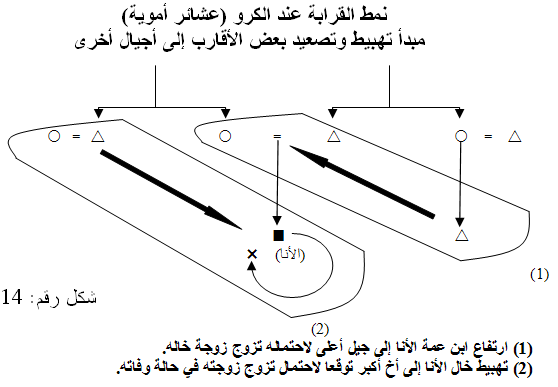 نمط القرابة عند الكرو (عشائر أموية)
مبدأ تهبيط وتصعيد بعض الأقارب إلى أجيال أخرى
= =  =
(الأنا)
×
(1)
شكل رقم: 14
(2)
(1) ارتفاع ابن عمة الأنا إلى جيل أعلى لاحتماله تزوج زوجة خاله.
(2) تهبيط خال الأنا إلى أخ أكبر توقعا لاحتمال تزوج زوجته في حالة وفاته.